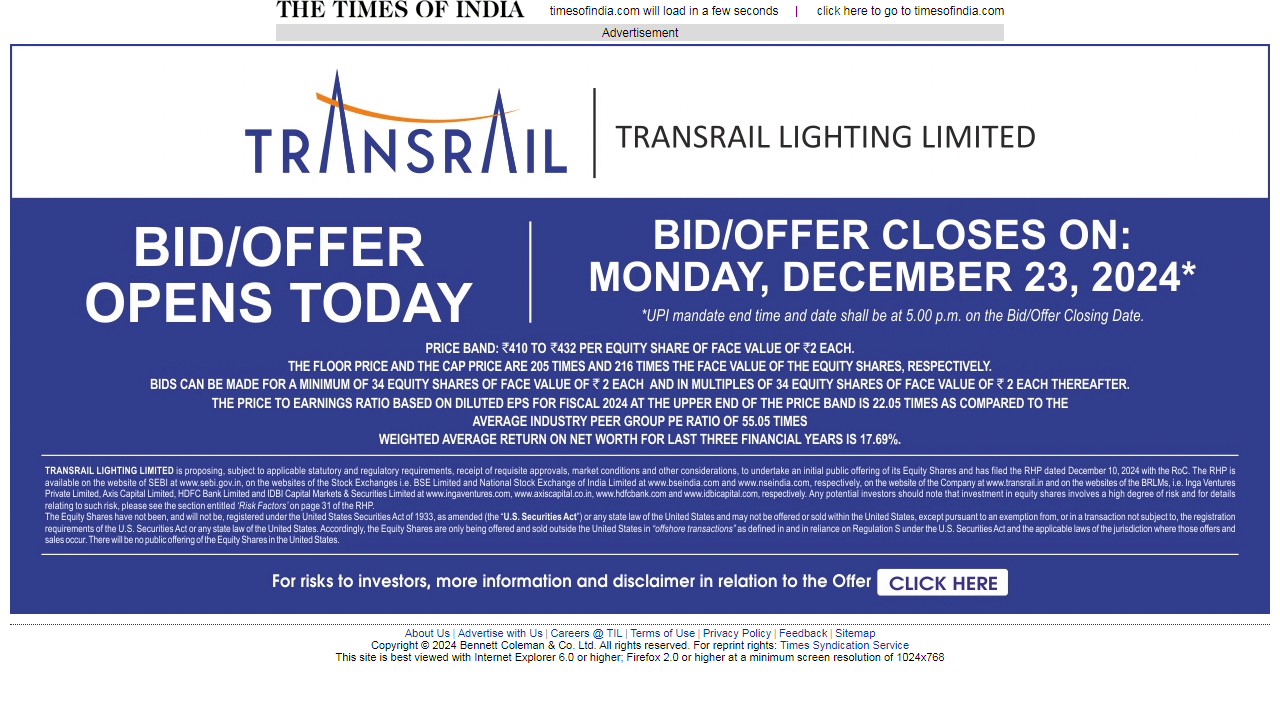 THE TIMES OF INDIA timesofindia.com will load in a few seconds | click here to go to timesofindia.com
Advertisement
TRANSRAIL | TRANSRAIL LIGHTING LIMITED
BID/OFFER
OPENS TODAY
BID/OFFER CLOSES ON:
MONDAY, DECEMBER 23, 2024*
*UPI mandate end time and date shall be at 5.00 p.m. on the Bid/Offer Closing Date.
PRICE BAND: ₹410 TO ₹432 PER EQUITY SHARE OF FACE VALUE OF ₹2 EACH.
THE FLOOR PRICE AND THE CAP PRICE ARE 205 TIMES AND 216 TIMES THE FACE VALUE OF THE EQUITY SHARES, RESPECTIVELY.
BIDS CAN BE MADE FOR A MINIMUM OF 34 EQUITY SHARES OF FACE VALUE OF ₹ 2 EACH AND IN MULTIPLES OF 34 EQUITY SHARES OF FACE VALUE OF ₹ 2 EACH THEREAFTER.
THE PRICE TO EARNINGS RATIO BASED ON DILUTED EPS FOR FISCAL 2024 AT THE UPPER END OF THE PRICE BAND IS 22.05 TIMES AS COMPARED TO THE
AVERAGE INDUSTRY PEER GROUP PE RATIO OF 55.05 TIMES
WEIGHTED AVERAGE RETURN ON NET WORTH FOR LAST THREE FINANCIAL YEARS IS 17.69%.
TRANSRAIL LIGHTING LIMITED is proposing, subject to applicable statutory and regulatory requirements, receipt of requisite approvals, market conditions and other considerations, to undertake an initial public offering of its Equity Shares and has filed the RHP dated December 10, 2024 with the RoC. The RHP is
available on the website of SEBI at www.sebi.gov.in, on the websites of the Stock Exchanges i.e. BSE Limited and National Stock Exchange of India Limited at www.bseindia.com and www.nseindia.com, respectively, on the website of the Company at www.transrail.in and on the websites of the BRLMs, i.e. Inga Ventures
Private Limited, Axis Capital Limited, HDFC Bank Limited and IDBI Capital Markets & Securities Limited at www.ingaventures.com, www.axiscapital.co.in, www.hdfcbank.com and www.idbicapital.com, respectively. Any potential investors should note that investment in equity shares involves a high degree of risk and for details
relating to such risk, please see the section entitled ‘Risk Factors’ on page 31 of the RHP.
The Equity Shares have not been, and will not be, registered under the United States Securities Act of 1933, as amended (the “U.S. Securities Act”) or any state law of the United States and may not be offered or sold within the United States, except pursuant to an exemption from, or in a transaction not subject to, the registration
requirements of the U.S. Securities Act or any state law of the United States. Accordingly, the Equity Shares are only being offered and sold outside the United States in “offshore transactions” as defined in and in reliance on Regulation S under the U.S. Securities Act and the applicable laws of the jurisdiction where those offers and
sales occur. There will be no public offering of the Equity Shares in the United States.
For risks to investors, more information and disclaimer in relation to the Offer CLICK HERE
About Us | Advertise with Us | Careers @ TIL | Terms of Use | Privacy Policy | Feedback | Sitemap
Copyright © 2024 Bennett Coleman & Co. Ltd. All rights reserved. For reprint rights: Times Syndication Service
This site is best viewed with Internet Explorer 6.0 or higher; Firefox 2.0 or higher at a minimum screen resolution of 1024x768